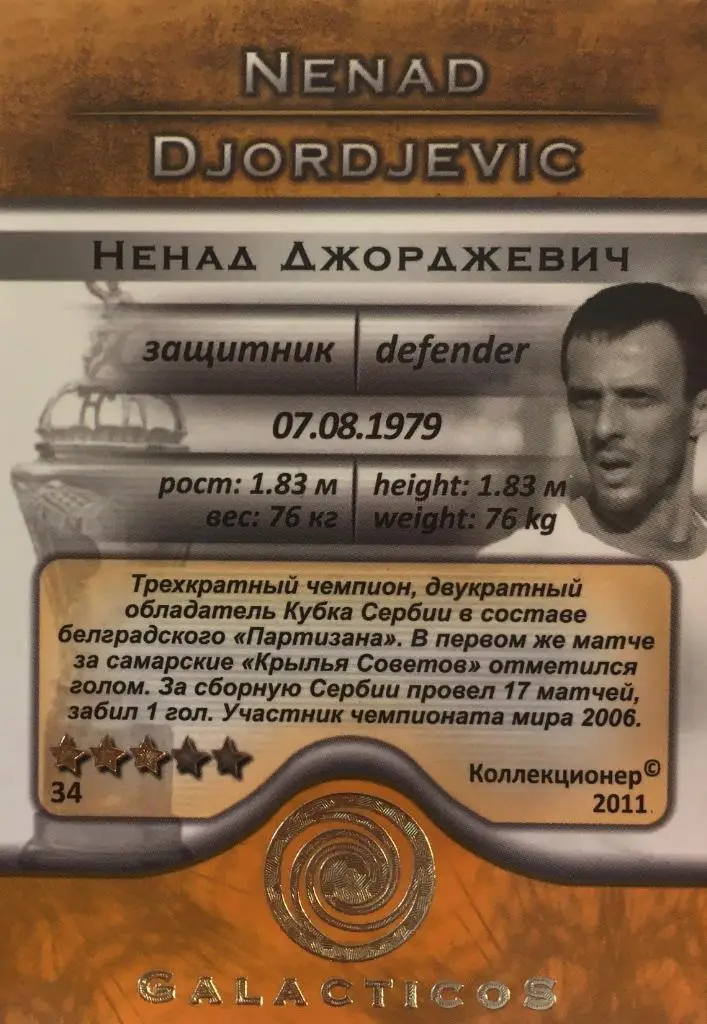 NENAD
DJORDJEVIC
НЕНАД ДЖОРДЖЕВИЧ
защитник defender
07.08.1979
рост: 1.83 м height: 1.83 м
вес: 76 кг weight: 76 kg
Трехкратный чемпион, двукратный
обладатель Кубка Сербии в составе
белградского «Партизана». В первом же матче
за самарские «Крылья Советов» отметился
голом. За сборную Сербии провел 17 матчей,
забил 1 гол. Участник чемпионата мира 2006.
34
Коллекционер©
2011
GALACTICOS